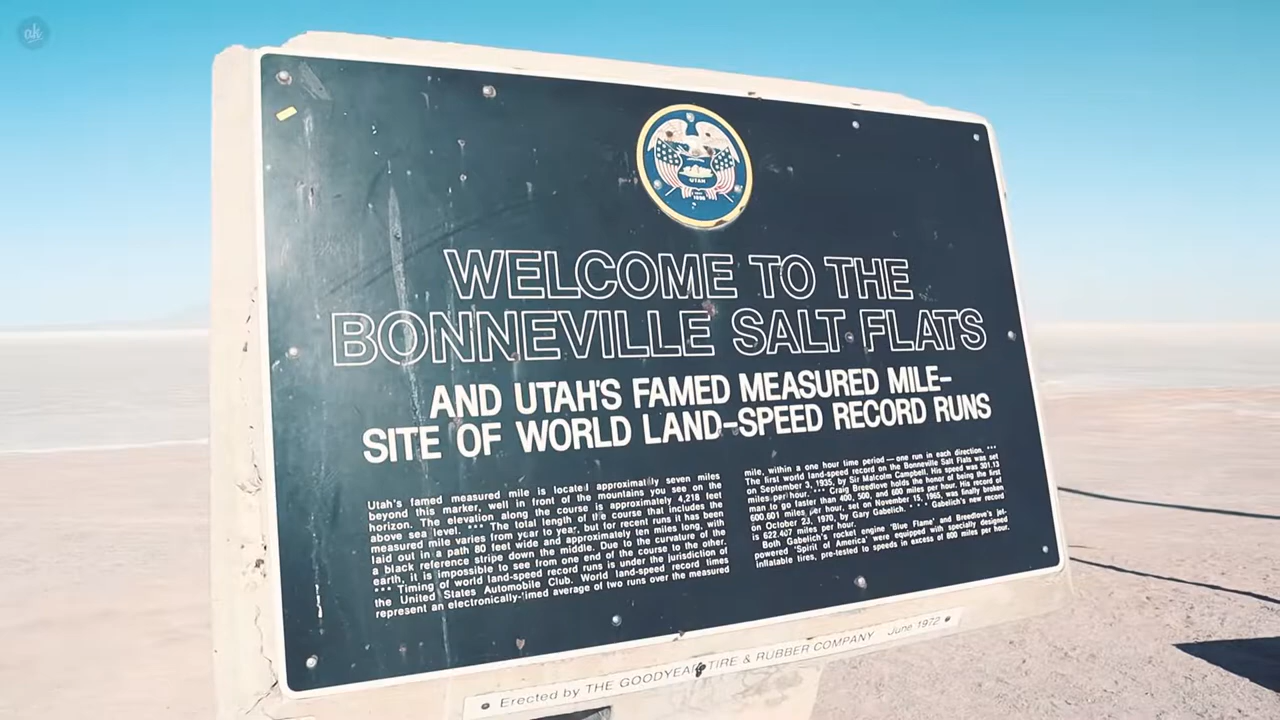 ak
UTAH
1896
WELCOME TO THE
BONNEVILLE SALT FLATS
AND UTAH'S FAMED MEASURED MILE-
SITE OF WORLD LAND-SPEED RECORD RUNS
Utah's famed measured mile is located approximately seven miles
beyond this marker, well in front of the mountains you see on the
horizon. The elevation along the course is approximately 4,218 feet
above sea level. *** The total length of the course that includes the
measured mile varies from year to year, but for recent runs it has been
laid out in a path 80 feet wide and approximately ten miles long, with
a black reference stripe down the middle. Due to the curvature of the
earth, it is impossible to see from one end of the course to the other.
*** Timing of world land-speed record runs is under the jurisdiction of
the United States Automobile Club. World land-speed record times
represent an electronically-timed average of two runs over the measured
mile, within a one hour time period — one run in each direction. ***
The first world land-speed record on the Bonneville Salt Flats was set
on September 3, 1935, by Sir Malcolm Campbell. His speed was 301.13
miles per hour. *** Craig Breedlove holds the honor of being the first
man to go faster than 400, 500, and 600 miles per hour. His record of
600.601 miles per hour, set on November 15, 1965, was finally broken
on October 23, 1970, by Gary Gabelich. *** Gabelich's new record
is 622.407 miles per hour.
Both Gabelich's rocket engine 'Blue Flame' and Breedlove's jet-
powered 'Spirit of America' were equipped with specially designed
inflatable tires, pre-tested to speeds in excess of 800 miles per hour.
Erected by THE GOODYEAR TIRE & RUBBER COMPANY June 1972